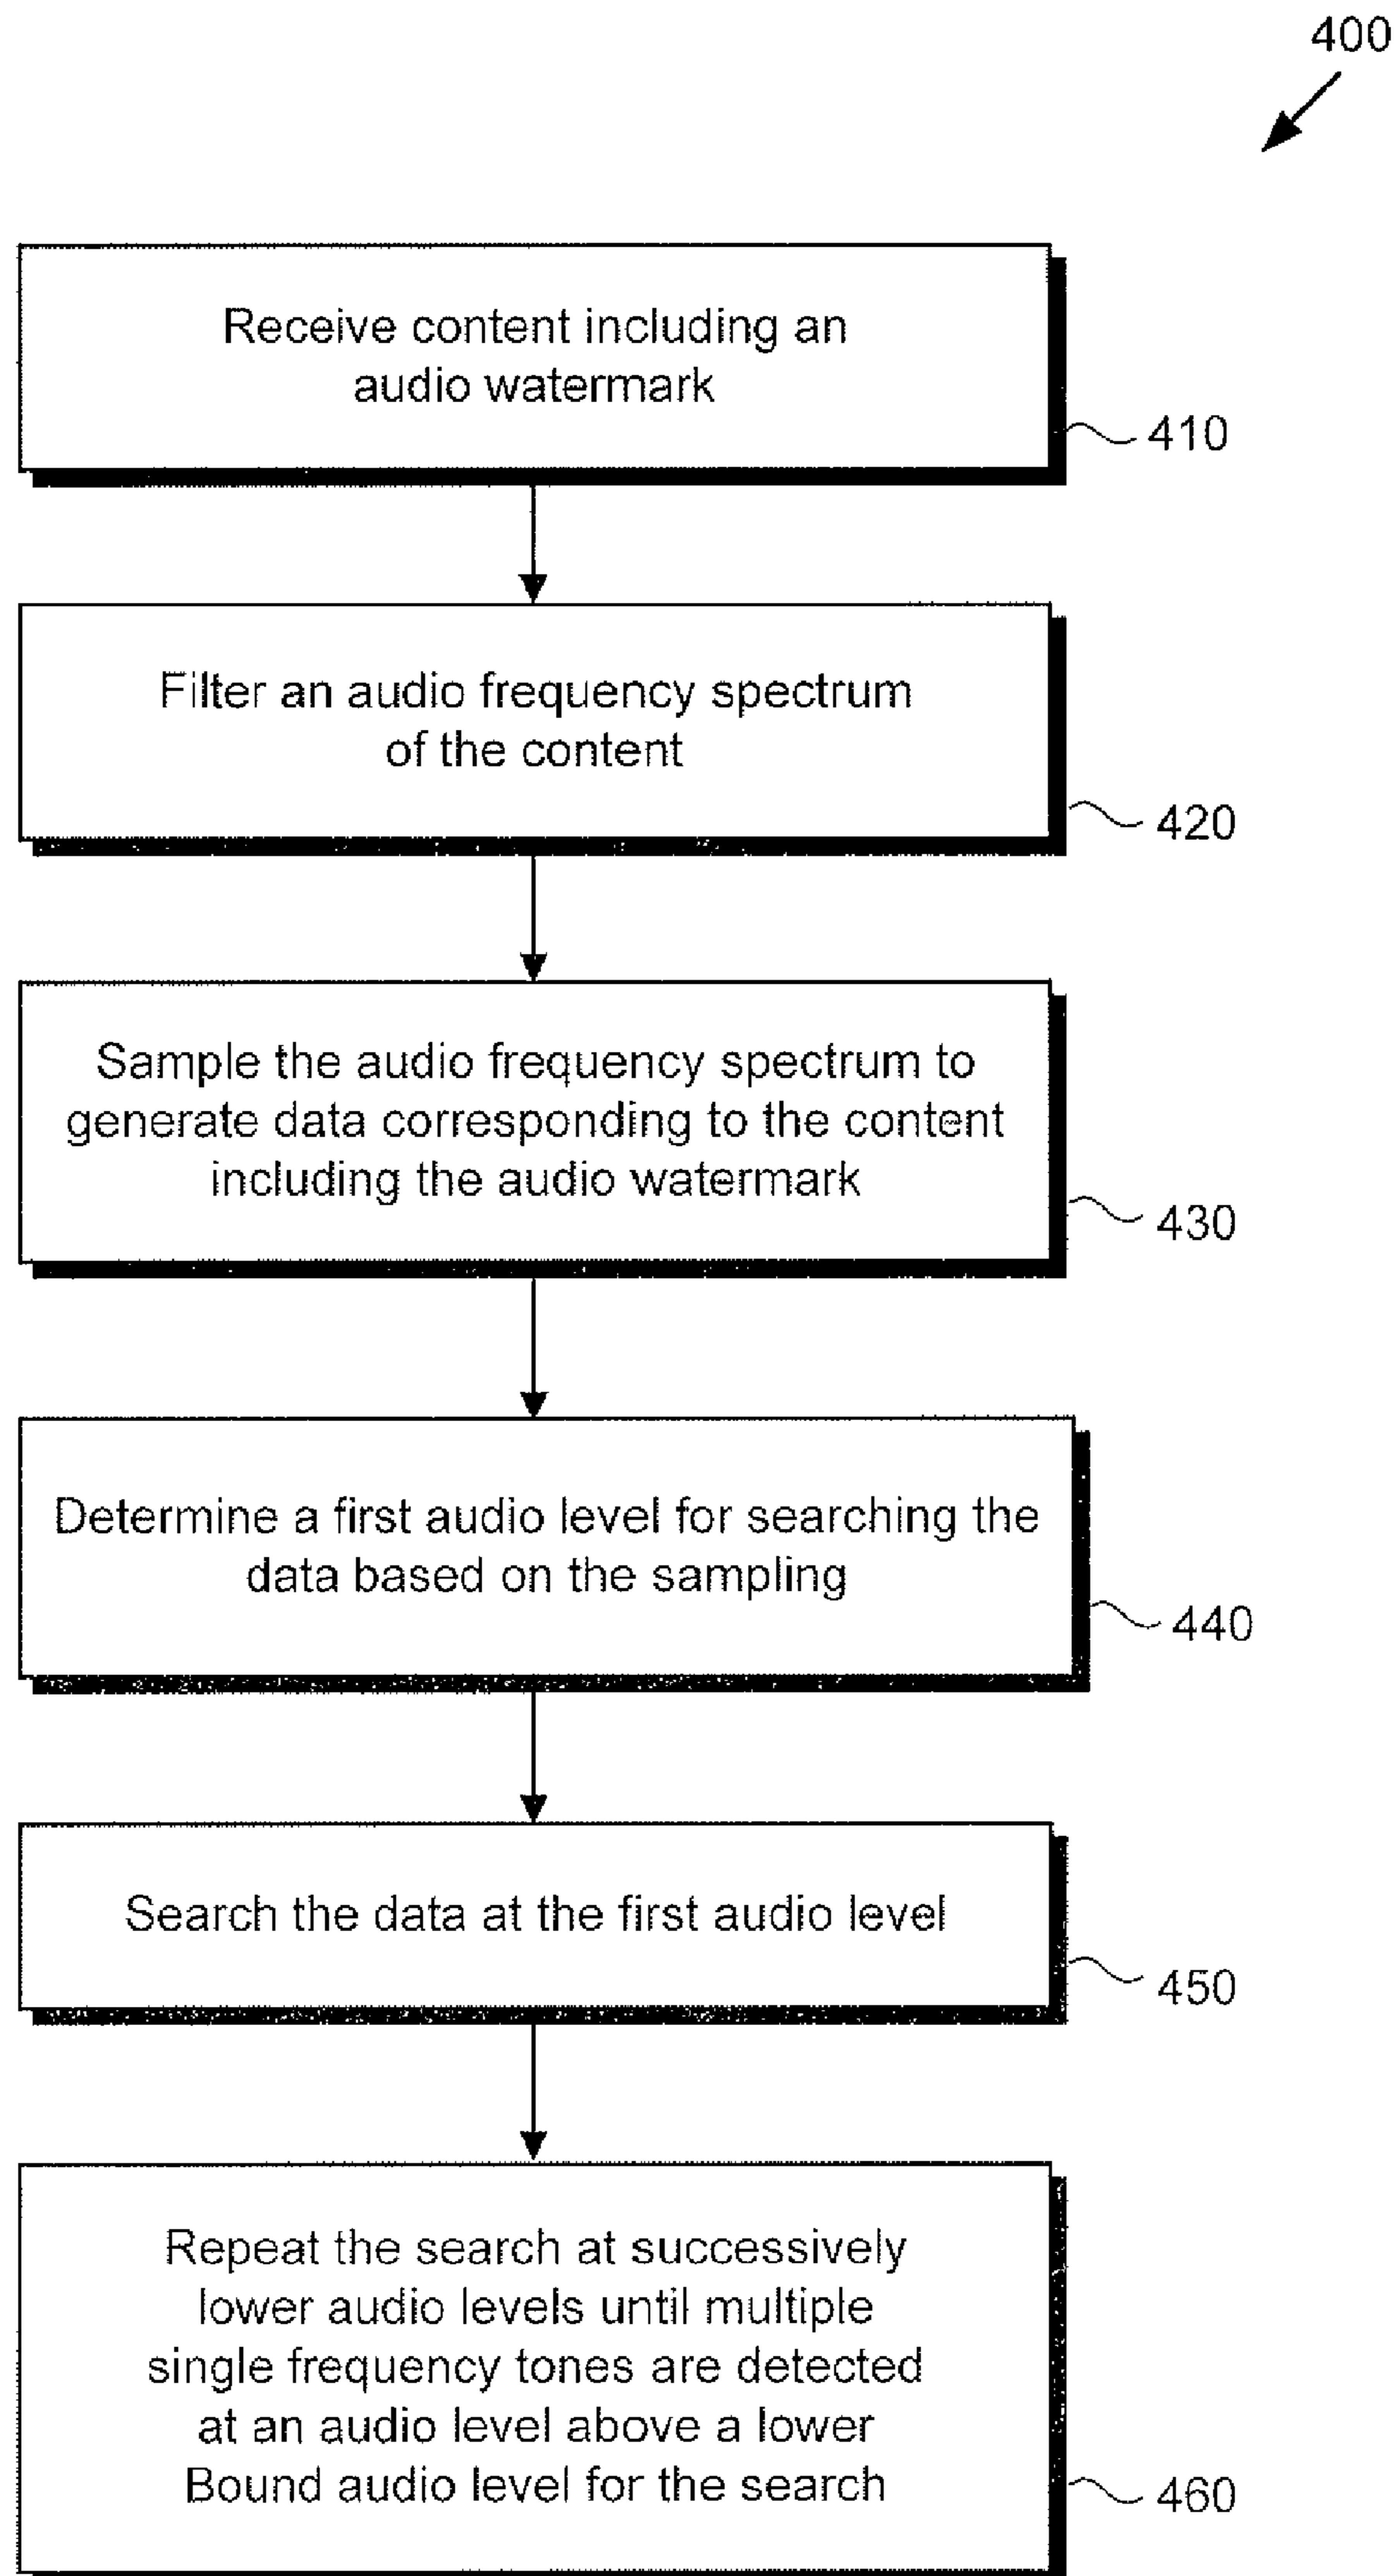 400
Receive content including an
audio watermark
410
Filter an audio frequency spectrum
of the content
420
Sample the audio frequency spectrum to
generate data corresponding to the content
including the audio watermark
430
Determine a first audio level for searching the
data based on the sampling
440
Search the data at the first audio level
450
Repeat the search at successively
lower audio levels until multiple
single frequency tones are detected
at an audio level above a lower
Bound audio level for the search
460